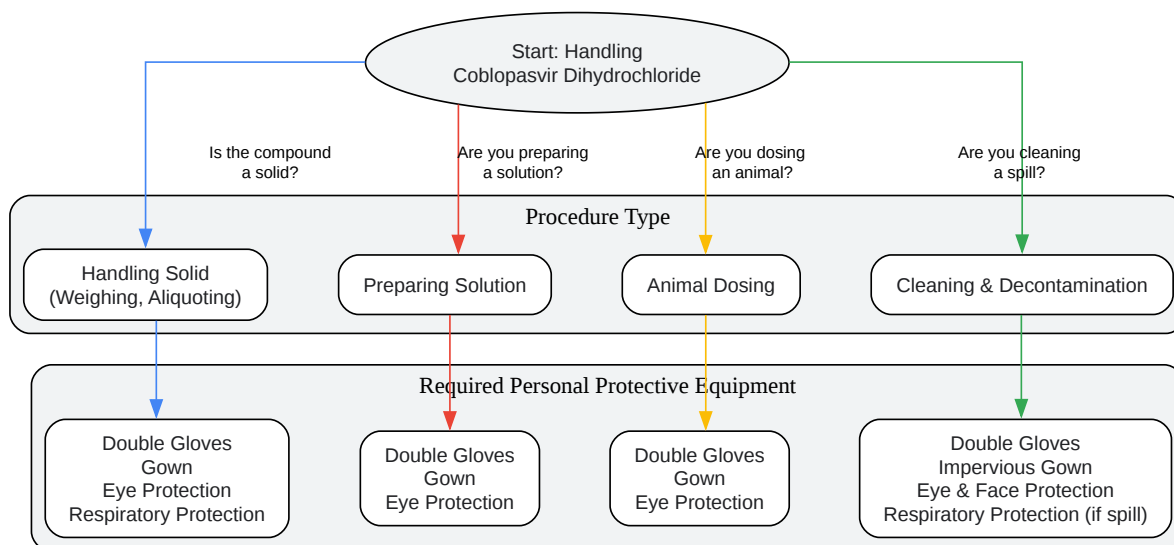 Start: Handling
Coblopasvir Dihydrochloride
Is the compound
a solid?
Are you preparing
a solution?
Are you dosing
an animal?
Are you cleaning
a spill?
Procedure Type
Handling Solid
(Weighing, Aliquoting)
Preparing Solution
Animal Dosing
Cleaning & Decontamination
Required Personal Protective Equipment
Double Gloves
Gown
Eye Protection
Respiratory Protection
Double Gloves
Gown
Eye Protection
Double Gloves
Gown
Eye Protection
Double Gloves
Impervious Gown
Eye & Face Protection
Respiratory Protection (if spill)